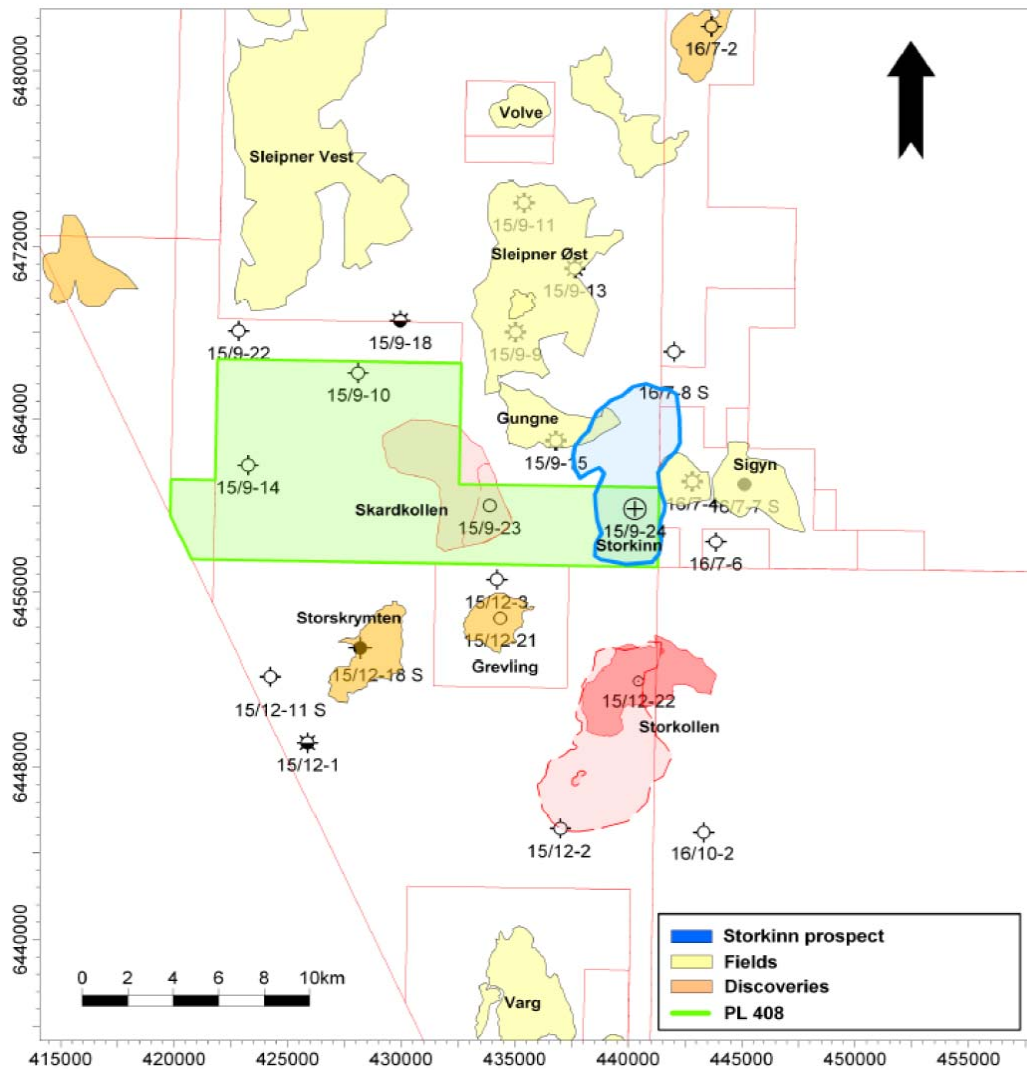 16/7-2
6480000
Volve
Sleipner Vest
15/9-11
6472000
Sleipner Øst
15/9-13
15/9-22
15/9-18
15/9-9
16/7-8 S
15/9-10
6464000
Gungne
15/9-15
Sigyn
15/9-14
16/7-4
16/7-7 S
Skardkollen
15/9-23
15/9-24
Storkinn
16/7-6
6456000
15/12-3
Storskrymten
15/12-21
Grevling
15/12-18 S
15/12-22
15/12-11 S
Storkollen
6448000
15/12-1
15/12-2
16/10-2
6440000
Storkinn prospect
Fields
Discoveries
PL 408
0 2 4 6 8 10km
Varg
415000 420000 425000 430000 435000 440000 445000 450000 455000